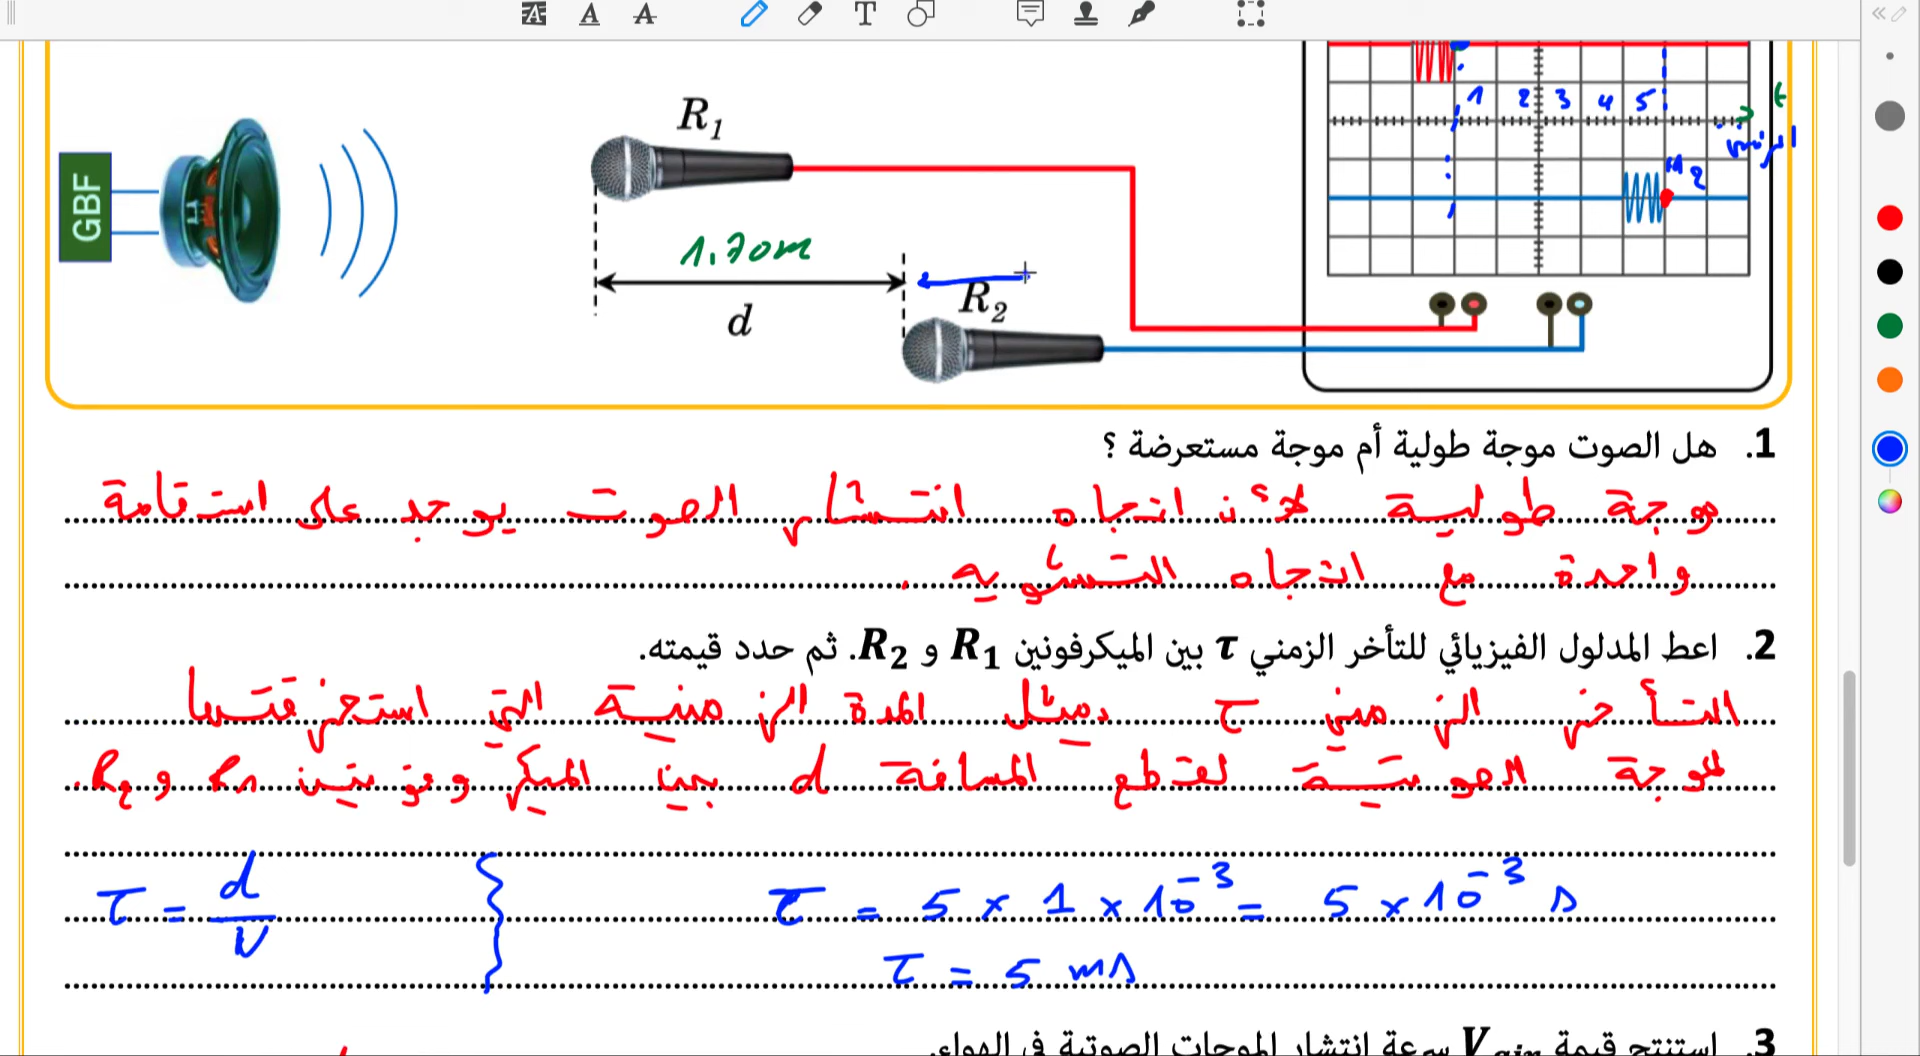 GBF
R₁
1.70m
d
R₂
1 2 3 4 5
t
M₂
1. هل الصوت موجة طولية أم موجة مستعرضة ؟
موجة طولية لأن اتجاه انتشار الصوت يوجد على استقامة
واحدة مع اتجاه التشويه .
2. اعط المدلول الفيزيائي للتأخر الزمني τ بين الميكرفونين R₁ و R₂. ثم حدد قيمته.
التأخر الزمني τ يمثل المدة الزمنية التي استغرقتها
الموجة الصوتية لقطع المسافة d بين الميكروفونين R₁ و R₂.
τ = d/V
τ = 5 × 1 × 10⁻³ = 5 × 10⁻³ s
τ = 5 ms
3. استنتج قيمة V air سرعة انتشار الموجات الصوتية في الهواء.